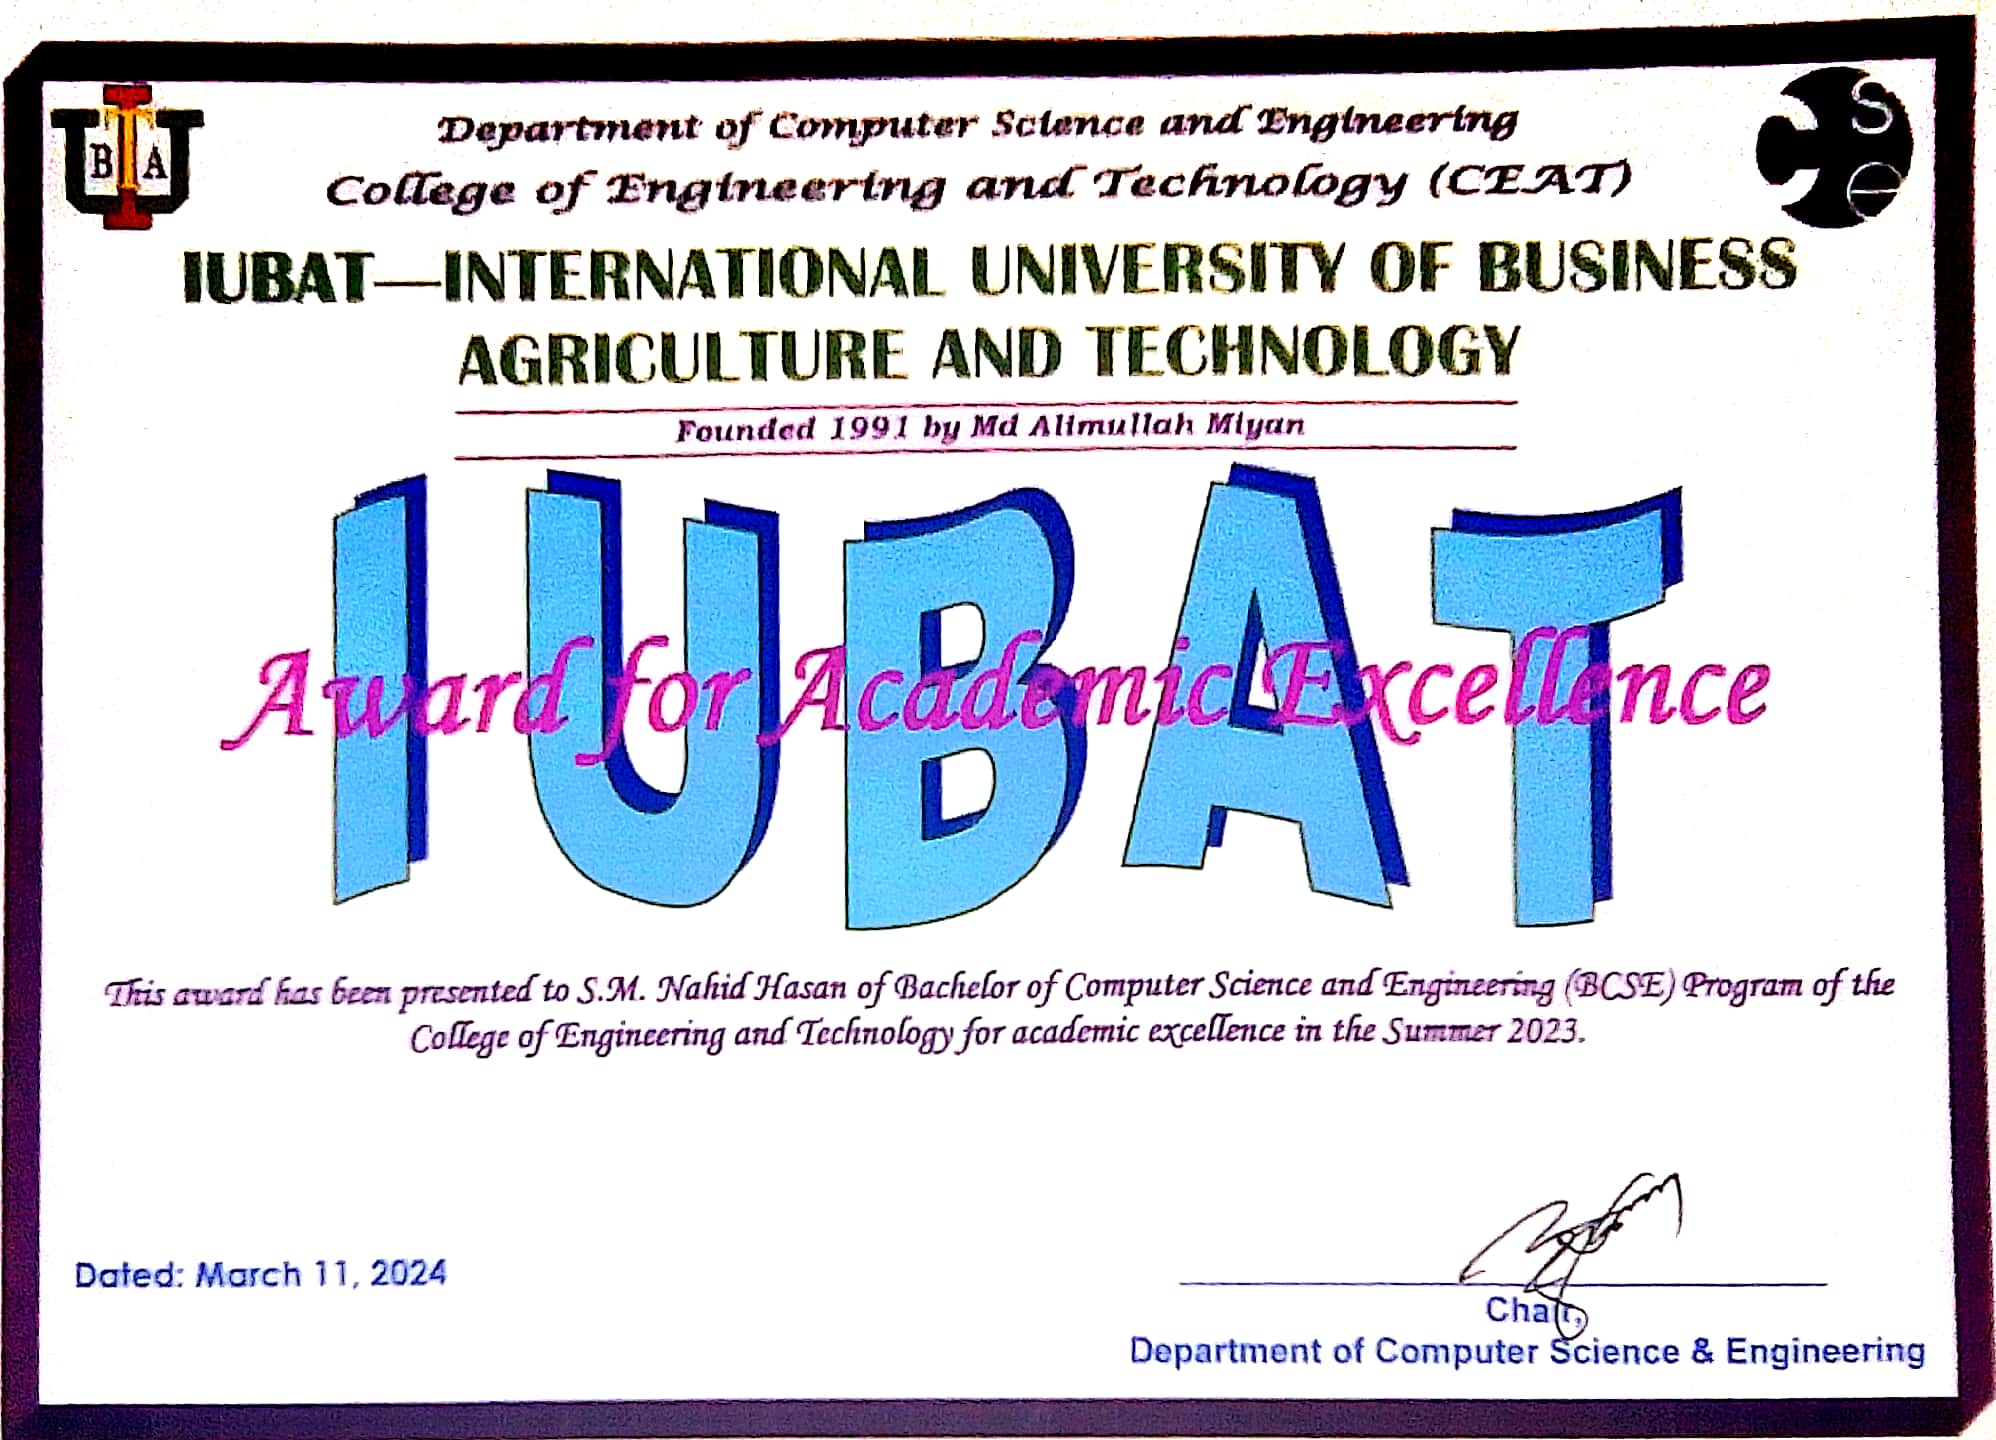 IUBA
Department of Computer Science and Engineering
CSe
College of Engineering and Technology (CEAT)
IUBAT—INTERNATIONAL UNIVERSITY OF BUSINESS
AGRICULTURE AND TECHNOLOGY
Founded 1991 by Md Alimullah Miyan
IUBAT
Award for Academic Excellence
This award has been presented to S.M. Nahid Hasan of Bachelor of Computer Science and Engineering (BCSE) Program of the
College of Engineering and Technology for academic excellence in the Summer 2023.
Dated: March 11, 2024
Chair,
Department of Computer Science & Engineering